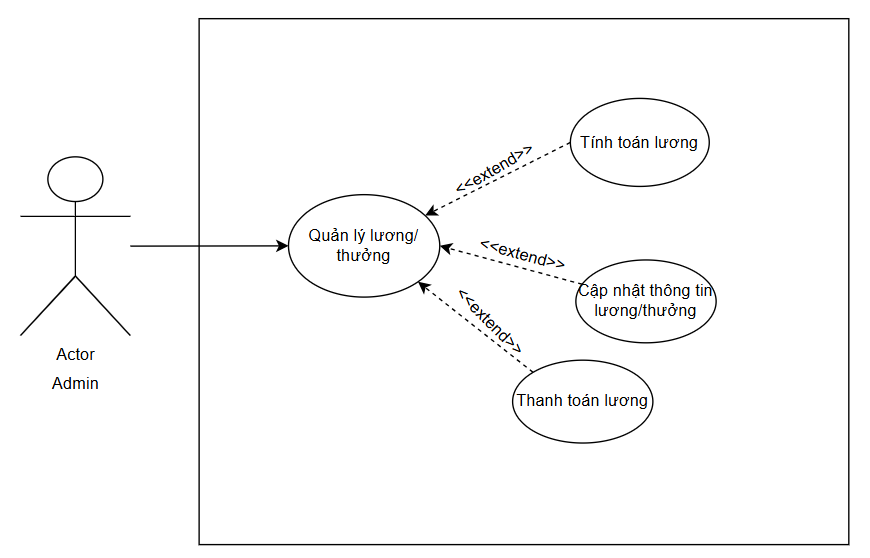 Tính toán lương
<<extend>>
Quản lý lương/
thưởng
<<extend>>
Cập nhật thông tin
lương/thưởng
<<extend>>
Actor
Admin
Thanh toán lương